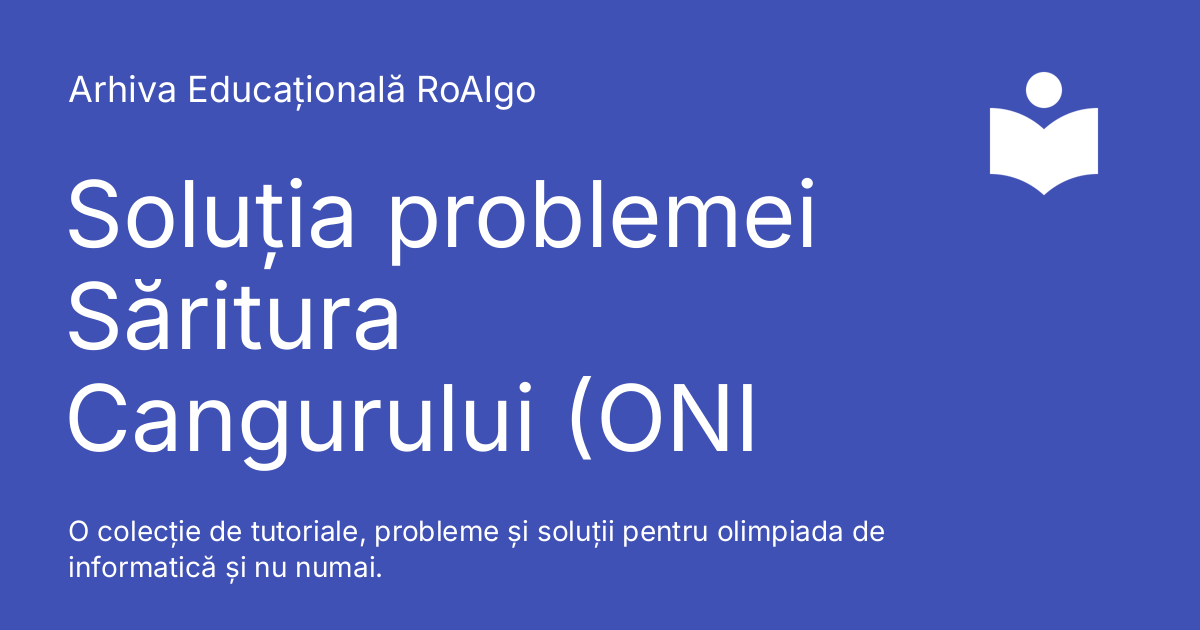 Arhiva Educațională RoAlgo
Soluția problemei
Săritura
Cangurului (ONI
O colecție de tutoriale, probleme și soluții pentru olimpiada de
informatică și nu numai.